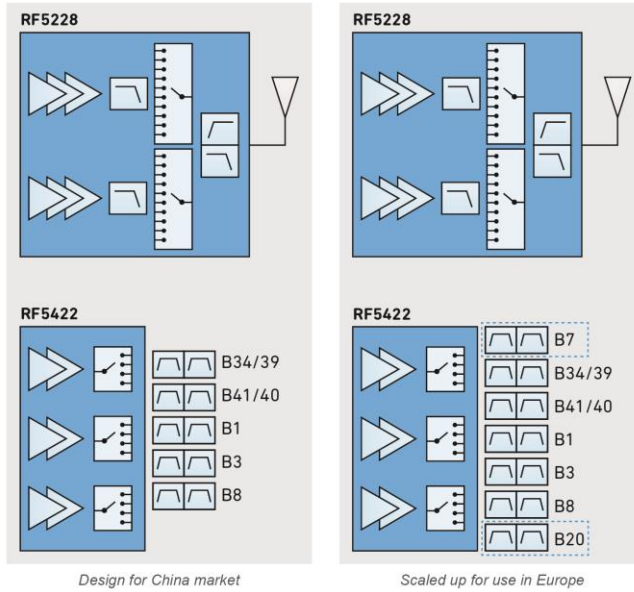 RF5228
RF5422
B34/39
B41/40
B1
B3
B8
Design for China market
RF5228
RF5422
B7
B34/39
B41/40
B1
B3
B8
B20
Scaled up for use in Europe